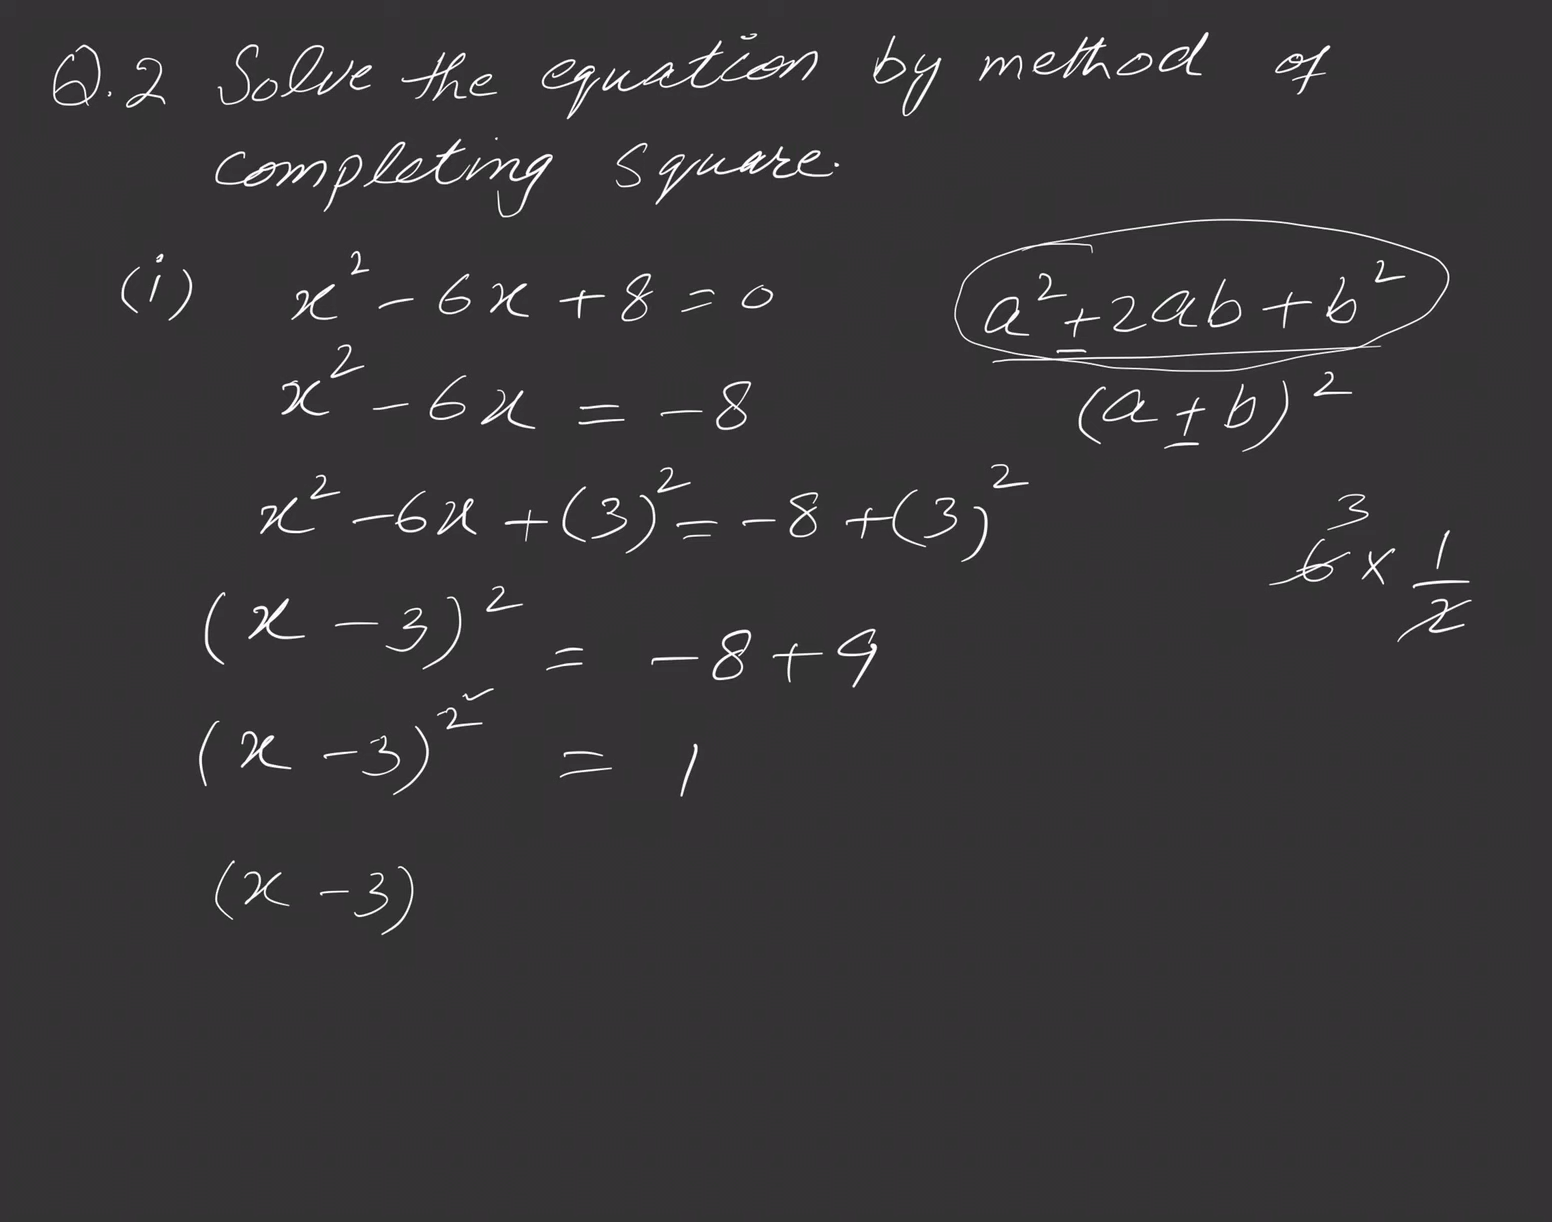 Q.2 Solve the equation by method of
completing square.
(i) x² - 6x + 8 = 0
a² ± 2ab + b²
x² - 6x = -8
(a ± b)²
x² - 6x + (3)² = -8 + (3)²
3
6 × 1/2
(x - 3)² = -8 + 9
(x - 3)² = 1
(x - 3)